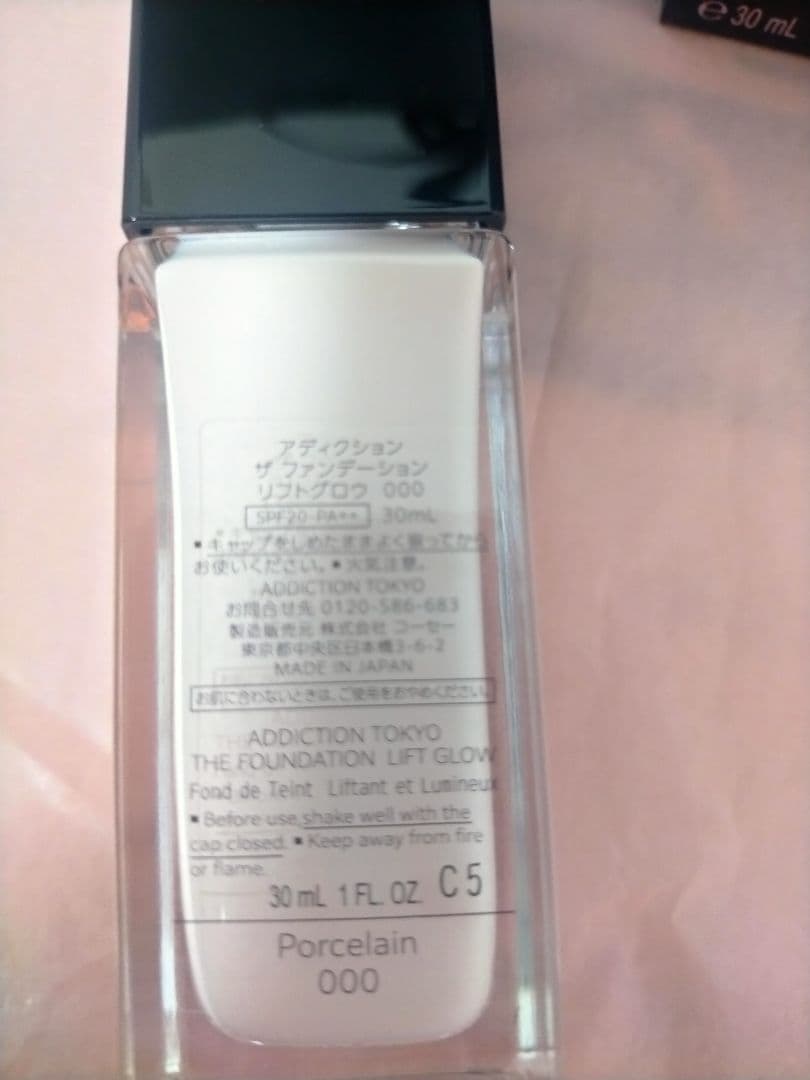 ℮ 30 mL
アディクション
ザ ファンデーション
リフトグロウ 000
SPF20・PA++ 30mL
▪キャップをしめたままよく振ってから
お使いください。▪火気注意。
ADDICTION TOKYO
お問合せ先 0120-586-683
製造販売元 株式会社 コーセー
東京都中央区日本橋3-6-2
MADE IN JAPAN
お肌に合わないときは、ご使用をおやめください。
ADDICTION TOKYO
THE FOUNDATION LIFT GLOW
Fond de Teint Liftant et Lumineux
▪Before use,shake well with the
cap closed. ▪Keep away from fire
or flame.
30 mL 1 FL. OZ. C5
Porcelain
000